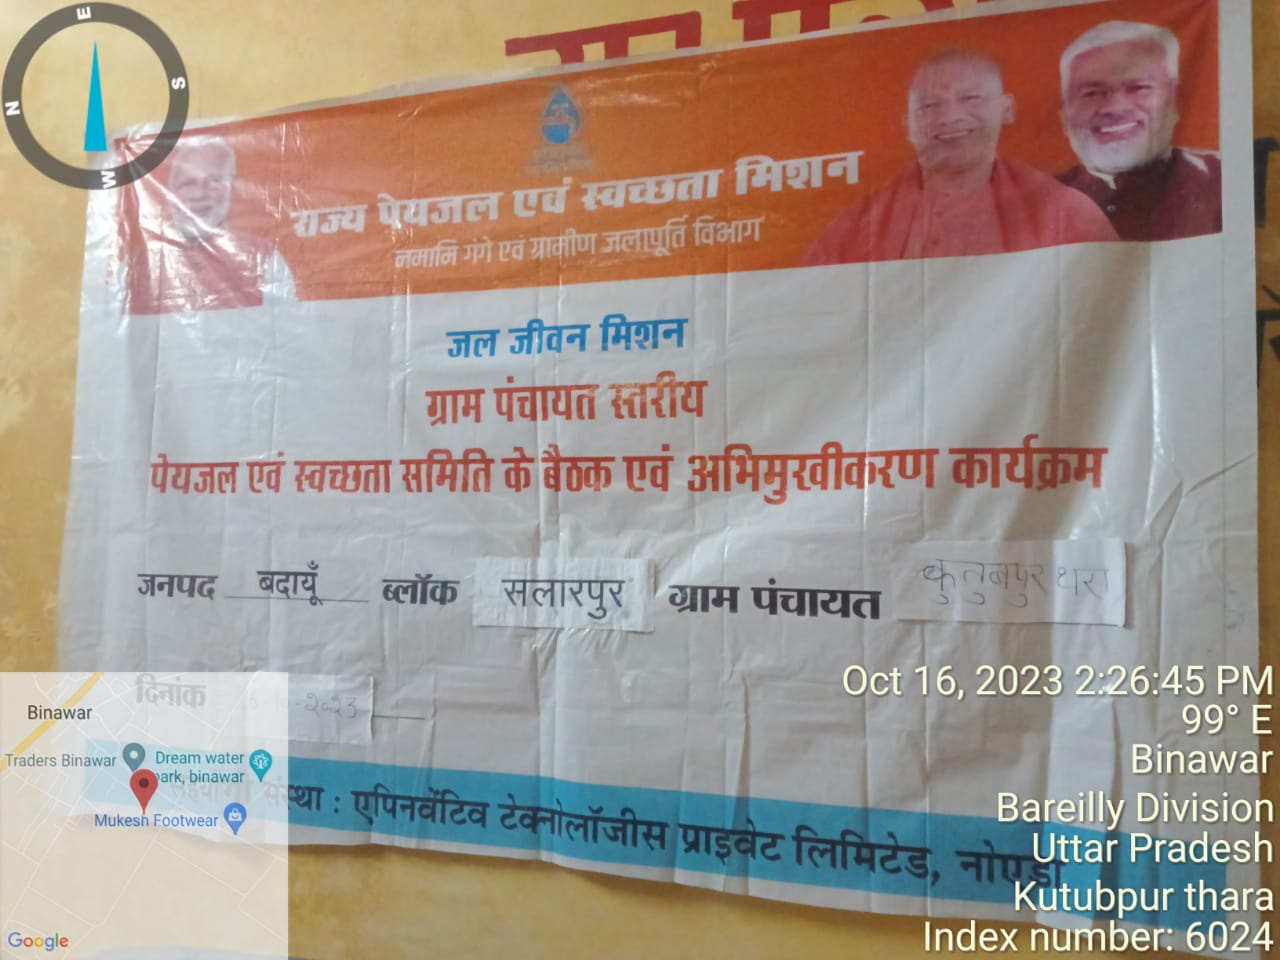 राज्य पेयजल एवं स्वच्छता मिशन
नमामि गंगे एवं ग्रामीण जलापूर्ति विभाग
जल जीवन मिशन
ग्राम पंचायत स्तरीय
पेयजल एवं स्वच्छता समिति के बैठक एवं अभिमुखीकरण कार्यक्रम
जनपद बदायूँ ब्लॉक सलारपुर ग्राम पंचायत कुतुबपुर थरा
दिनांक
संस्था : एपिनर्वेटिव टेक्नोलॉजीस प्राइवेट लिमिटेड, नोएडा
E
S
N
W
Binawar
Traders Binawar
Dream water
park, binawar
Mukesh Footwear
Google
Oct 16, 2023 2:26:45 PM
99° E
Binawar
Bareilly Division
Uttar Pradesh
Kutubpur thara
Index number: 6024